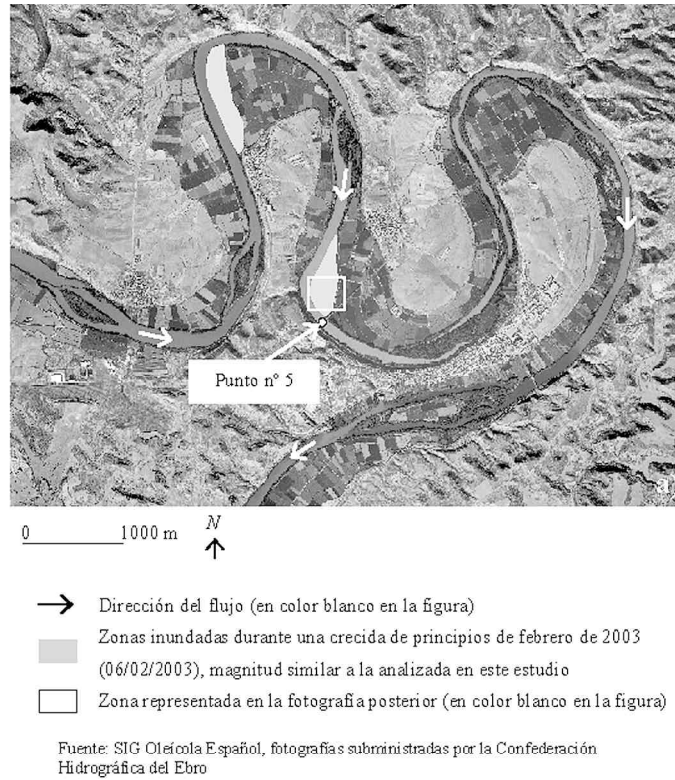 Punto nº 5
a
0 1000 m
N
Dirección del flujo (en color blanco en la figura)
Zonas inundadas durante una crecida de principios de febrero de 2003
(06/02/2003), magnitud similar a la analizada en este estudio
Zona representada en la fotografía posterior (en color blanco en la figura)
Fuente: SIG Oleícola Español, fotografías subministradas por la Confederación
Hidrográfica del Ebro